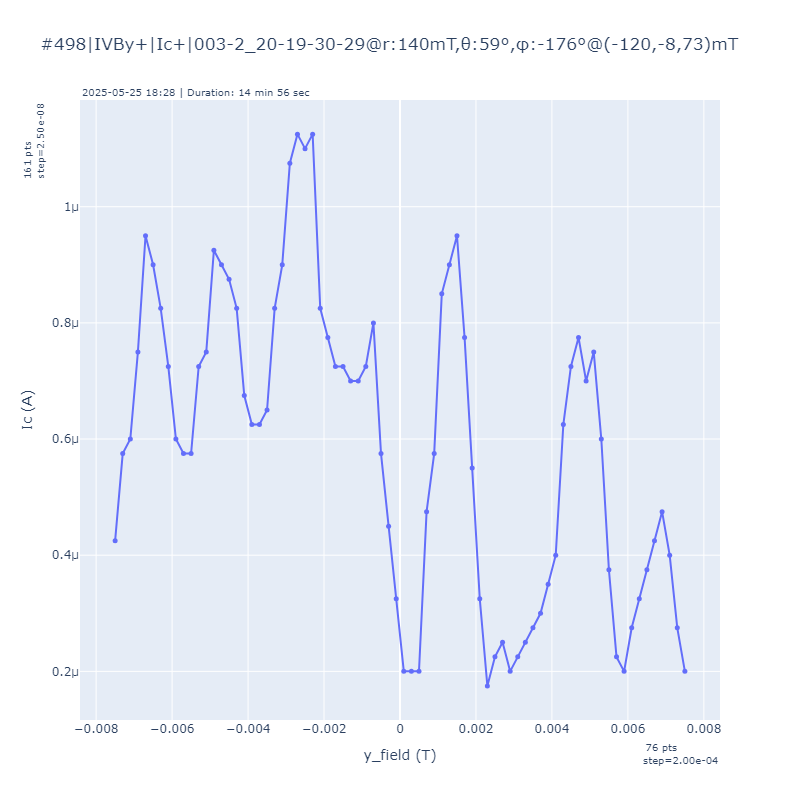 #498|IVBy+|Ic+|003-2_20-19-30-29@r:140mT,θ:59°,φ:-176°@(-120,-8,73)mT
2025-05-25 18:28 | Duration: 14 min 56 sec
161 pts
step=2.50e-08
1μ
0.8μ
0.6μ
0.4μ
0.2μ
Ic (A)
−0.008 −0.006 −0.004 −0.002 0 0.002 0.004 0.006 0.008
y_field (T)
76 pts
step=2.00e-04